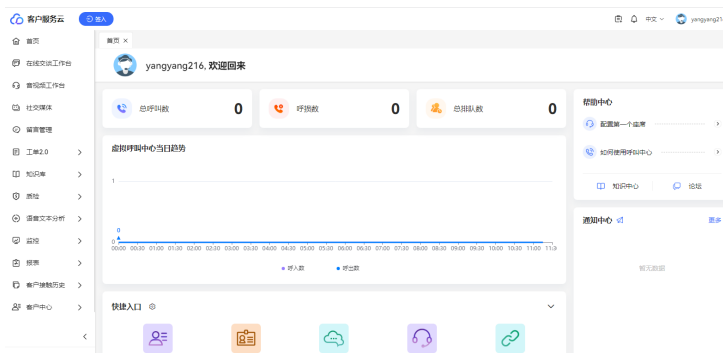 客户服务云
签入
中文
yangyang21
首页
在线交谈工作台
音视频工作台
社交媒体
留言管理
工单2.0
知识库
质检
语音文本分析
监控
报表
客户接触历史
客户中心
首页 ×
yangyang216, 欢迎回来
总呼叫数 0
呼损数 0
总排队数 0
虚拟呼叫中心当日趋势
1
0
0
00:00 00:30 01:00 01:30 02:00 02:30 03:00 03:30 04:00 04:30 05:00 05:30 06:00 06:30 07:00 07:30 08:00 08:30 09:00 09:30 10:00 10:30 11:00 11:3
呼入数 呼出数
快捷入口
帮助中心
配置第一个座席
如何使用呼叫中心
知识中心 论坛
通知中心 更多
暂无数据